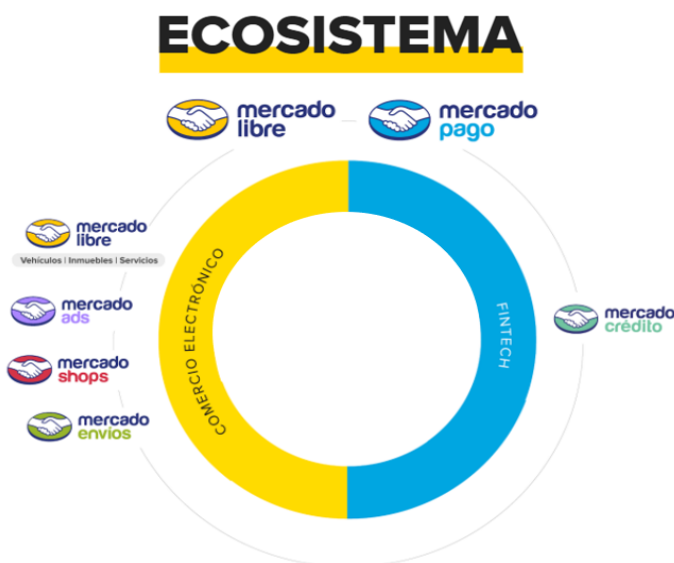 ECOSISTEMA
mercado
libre
mercado
pago
mercado
libre
Vehículos | Inmuebles | Servicios
mercado
ads
mercado
shops
mercado
envios
COMERCIO ELECTRÓNICO
FINTECH
mercado
crédito